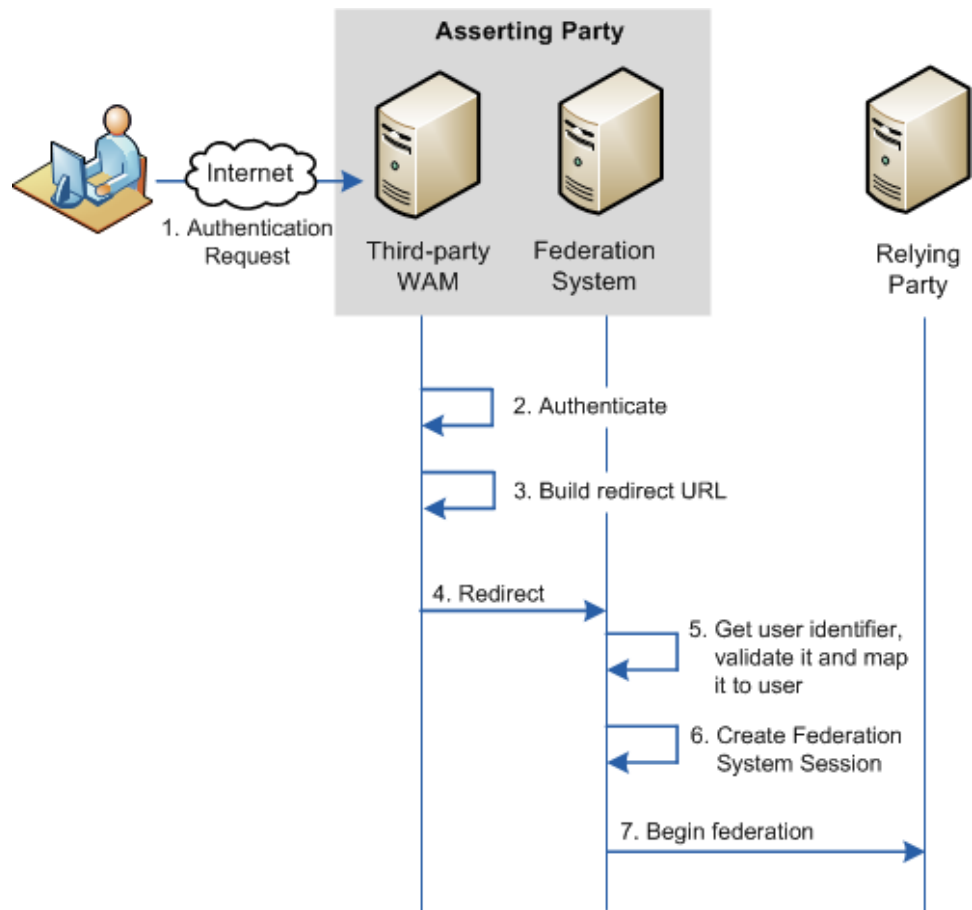 Asserting Party
Internet
1. Authentication
Request
Third-party
WAM
Federation
System
Relying
Party
2. Authenticate
3. Build redirect URL
4. Redirect
5. Get user identifier,
validate it and map
it to user
6. Create Federation
System Session
7. Begin federation